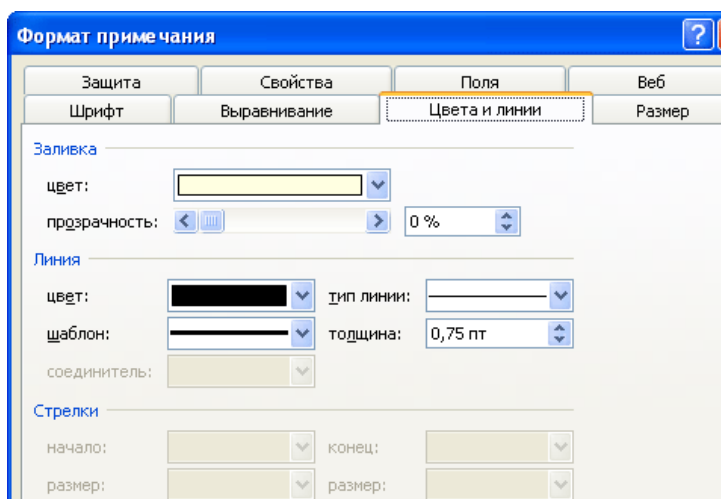 Формат примечания
Защита Свойства Поля Веб
Шрифт Выравнивание Цвета и линии Размер
Заливка
цвет:
прозрачность: 0 %
Линия
цвет: тип линии:
шаблон: толщина: 0,75 пт
соединитель:
Стрелки
начало: конец:
размер: размер: